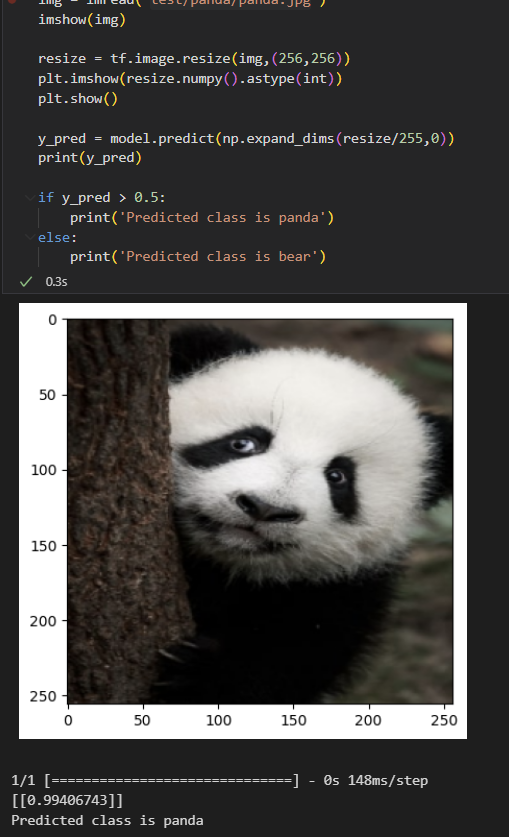 img = imread( 'test/panda/panda.jpg' )
imshow(img)
resize = tf.image.resize(img,(256,256))
plt.imshow(resize.numpy().astype(int))
plt.show()
y_pred = model.predict(np.expand_dims(resize/255,0))
print(y_pred)
if y_pred > 0.5:
print('Predicted class is panda')
else:
print('Predicted class is bear')
0.3s
0
50
100
150
200
250
0 50 100 150 200 250
1/1 [==============================] - 0s 148ms/step
[[0.99406743]]
Predicted class is panda